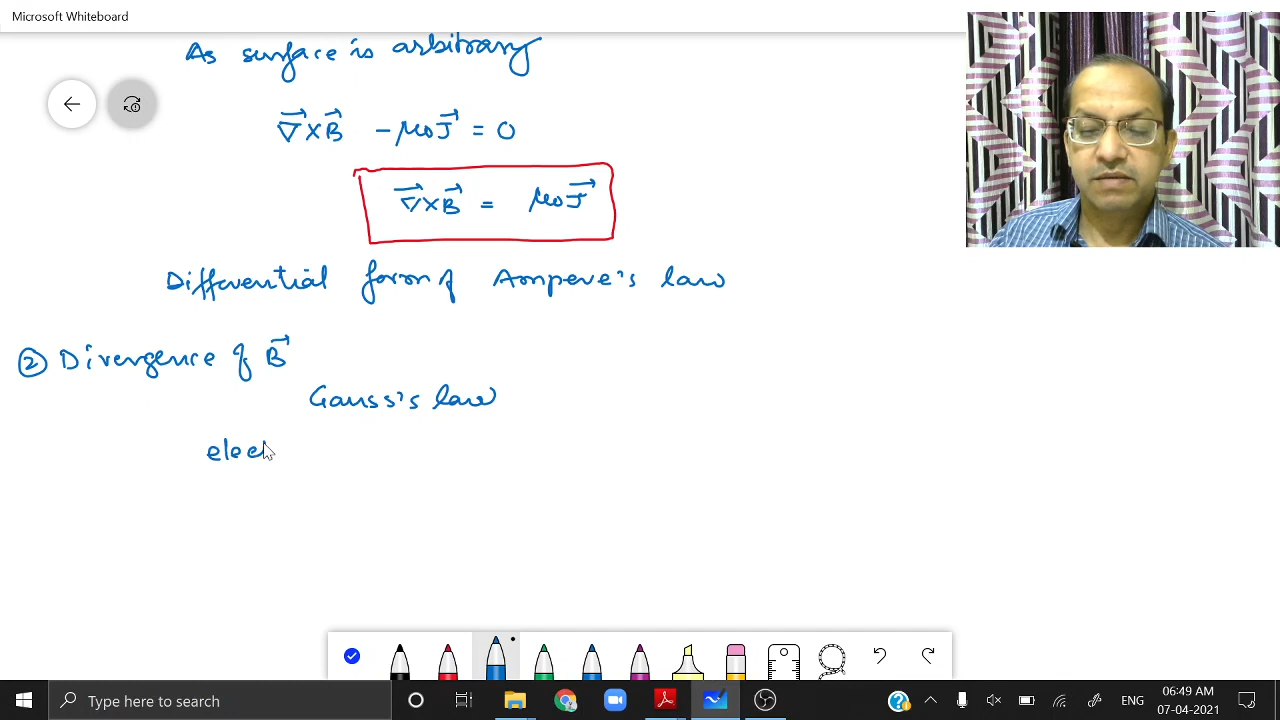 Microsoft Whiteboard
As surface is arbitrary
∇⃗×B⃗ - μ0J⃗ = 0
∇⃗×B⃗ = μ0J⃗
Differential form of Ampere's law
② Divergence of B⃗
Gauss's law
elec
Type here to search
ENG
06:49 AM
07-04-2021